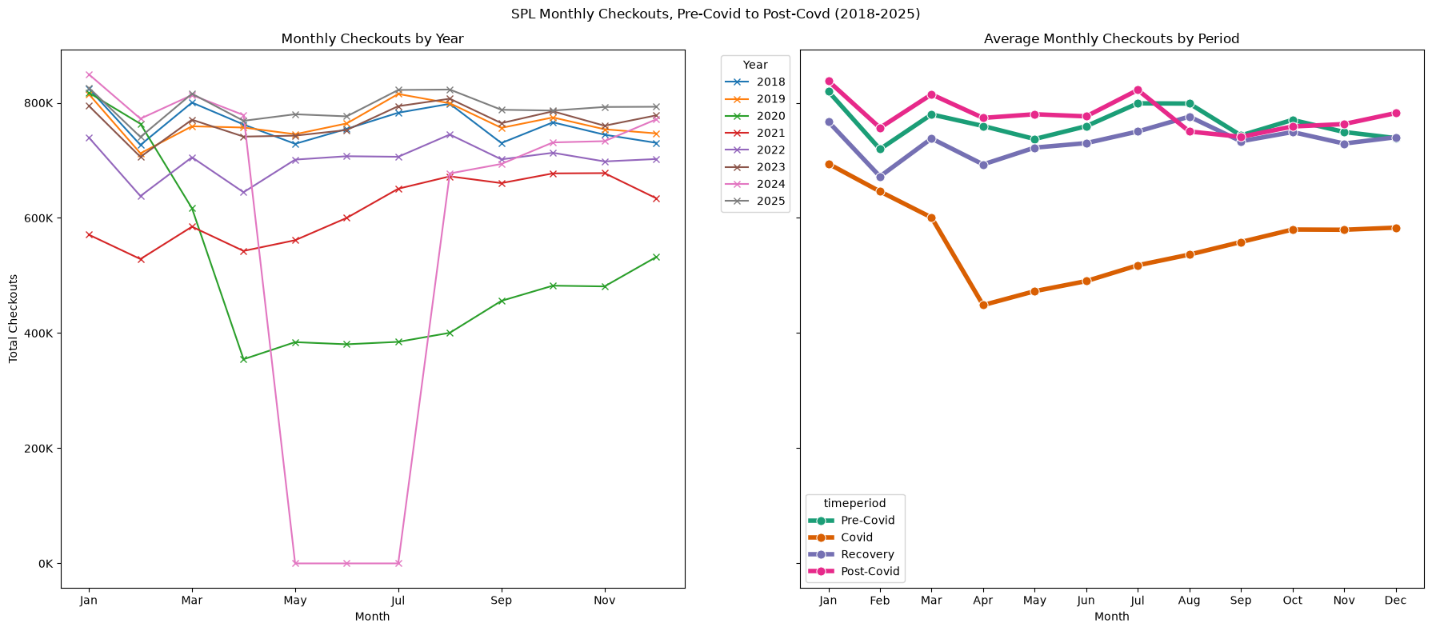 SPL Monthly Checkouts, Pre-Covid to Post-Covd (2018-2025)
Monthly Checkouts by Year
Total Checkouts
800K
600K
400K
200K
0K
Jan
Mar
May
Jul
Sep
Nov
Month
Year
2018
2019
2020
2021
2022
2023
2024
2025
Average Monthly Checkouts by Period
timeperiod
Pre-Covid
Covid
Recovery
Post-Covid
Jan
Feb
Mar
Apr
May
Jun
Jul
Aug
Sep
Oct
Nov
Dec
Month